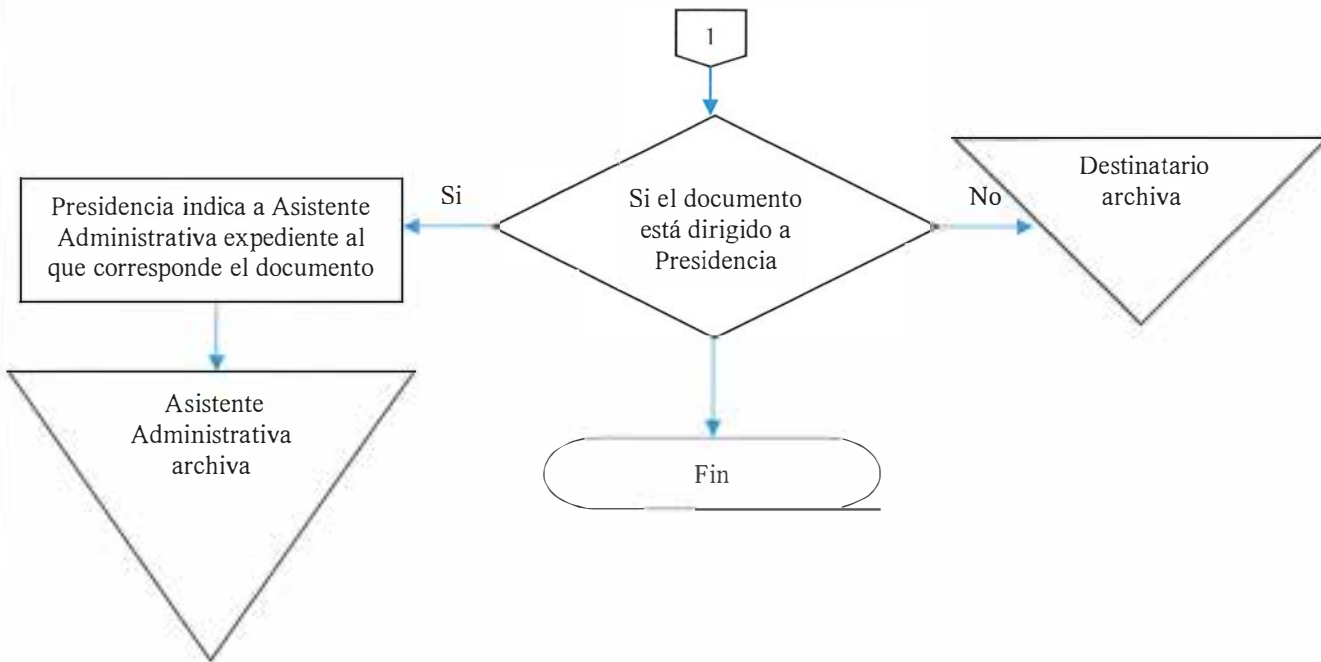 1
Si el documento
está dirigido a
Presidencia
Si
No
Presidencia indica a Asistente
Administrativa expediente al
que corresponde el documento
Destinatario
archiva
Asistente
Administrativa
archiva
Fin